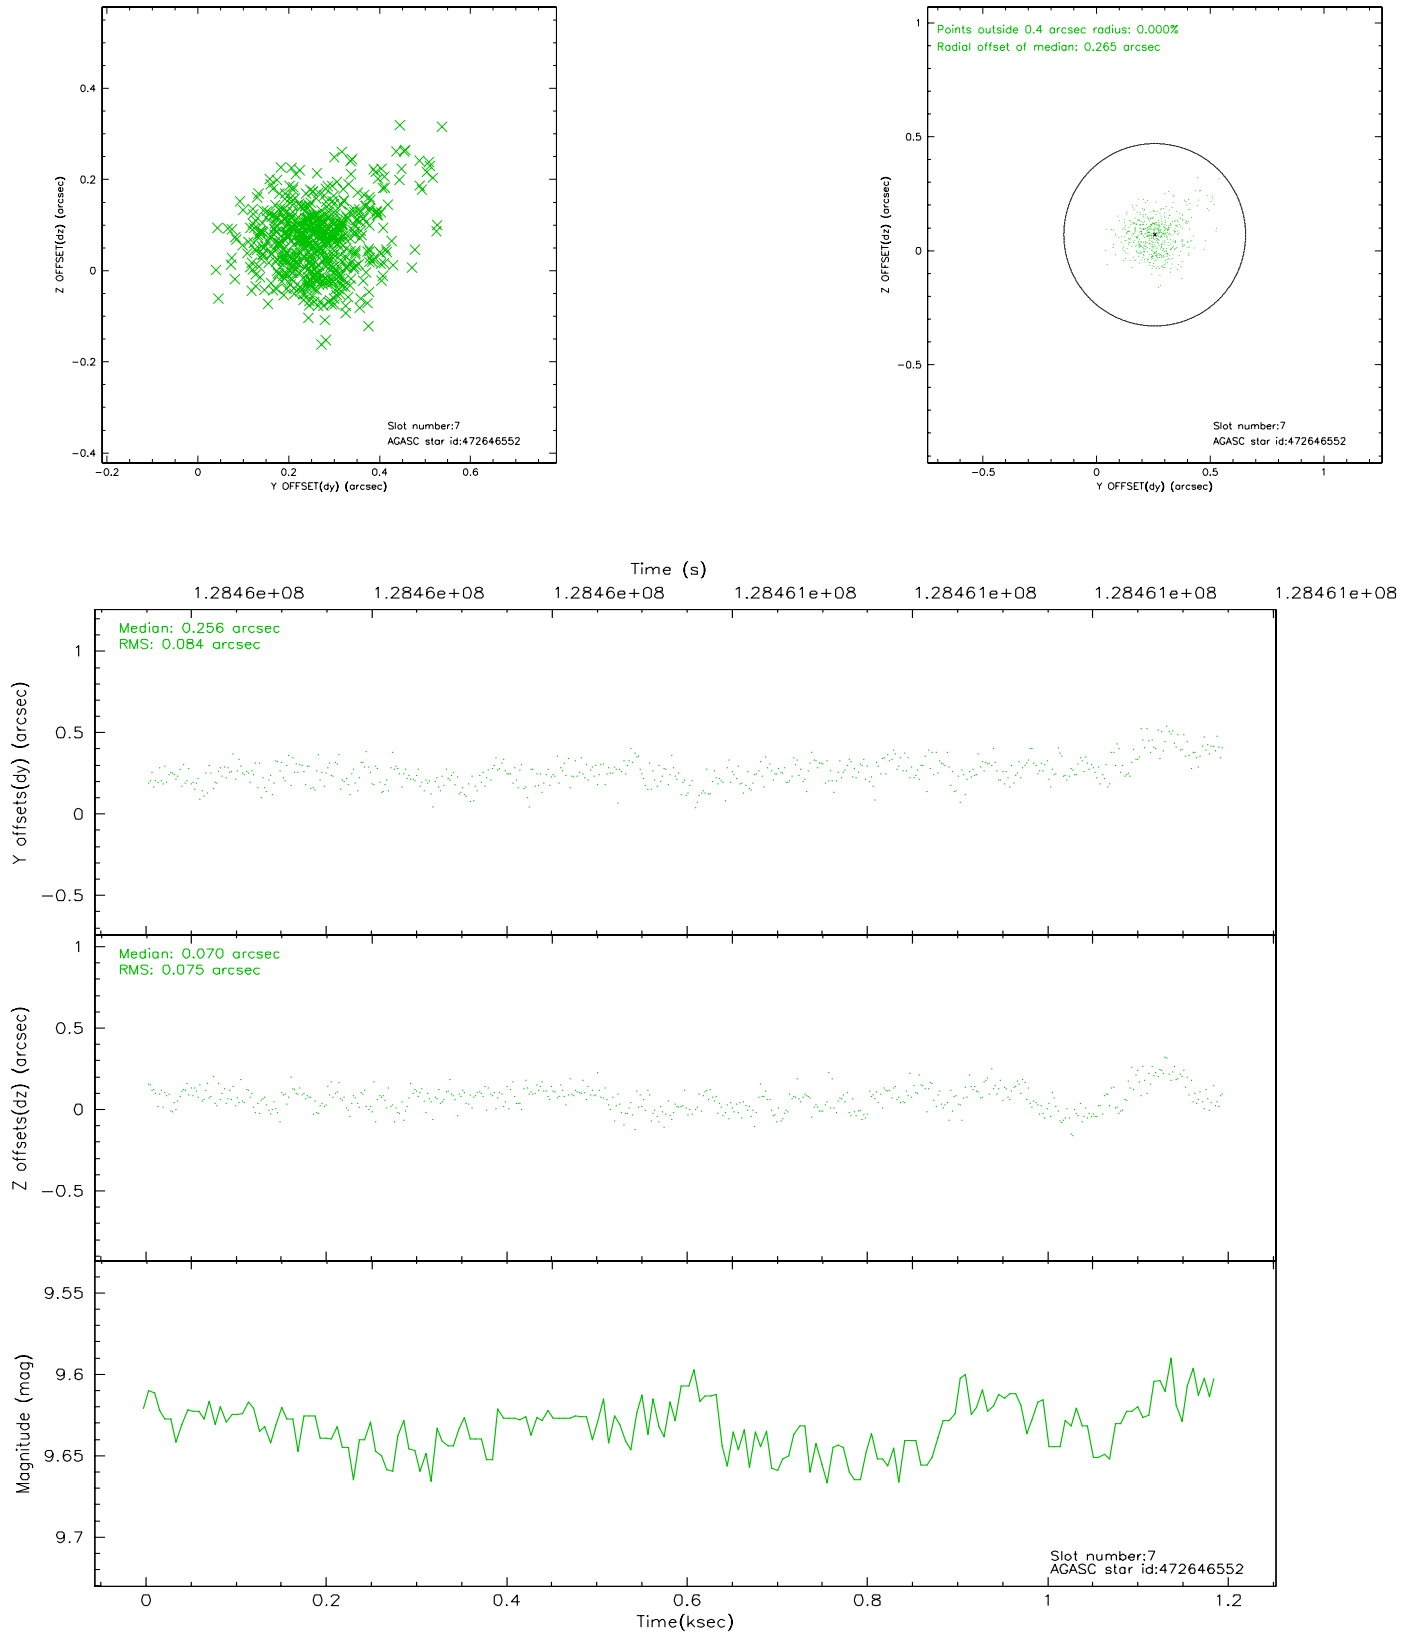 0.4
0.2
0
−0.2
−0.4
Z OFFSET(dz) (arcsec)
Slot number:7
AGASC star id:472646552
−0.2 0 0.2 0.4 0.6
Y OFFSET(dy) (arcsec)
Points outside 0.4 arcsec radius: 0.000%
Radial offset of median: 0.265 arcsec
1
0.5
0
−0.5
Z OFFSET(dz) (arcsec)
Slot number:7
AGASC star id:472646552
−0.5 0 0.5 1
Y OFFSET(dy) (arcsec)
Time (s)
1.2846e+08 1.2846e+08 1.2846e+08 1.28461e+08 1.28461e+08 1.28461e+08 1.28461e+08
Median: 0.256 arcsec
RMS: 0.084 arcsec
1
0.5
0
−0.5
Y offsets(dy) (arcsec)
Median: 0.070 arcsec
RMS: 0.075 arcsec
1
0.5
0
−0.5
Z offsets(dz) (arcsec)
9.55
9.6
9.65
9.7
Magnitude (mag)
Slot number:7
AGASC star id:472646552
0 0.2 0.4 0.6 0.8 1 1.2
Time(ksec)